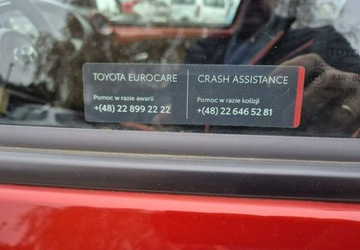 TOYOTA EUROCARE
Pomoc w razie awarii
+(48) 22 899 22 22
CRASH ASSISTANCE
Pomoc w razie kolizji
+(48) 22 646 52 81
TOYOTA